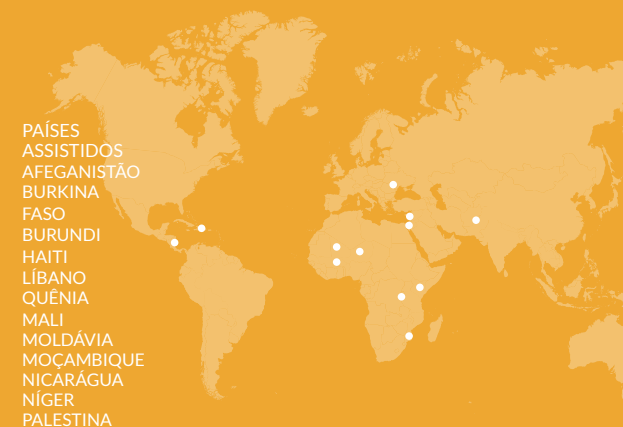 PAÍSES
ASSISTIDOS
AFEGANISTÃO
BURKINA
FASO
BURUNDI
HAITI
LÍBANO
QUÊNIA
MALI
MOLDÁVIA
MOÇAMBIQUE
NICARÁGUA
NÍGER
PALESTINA